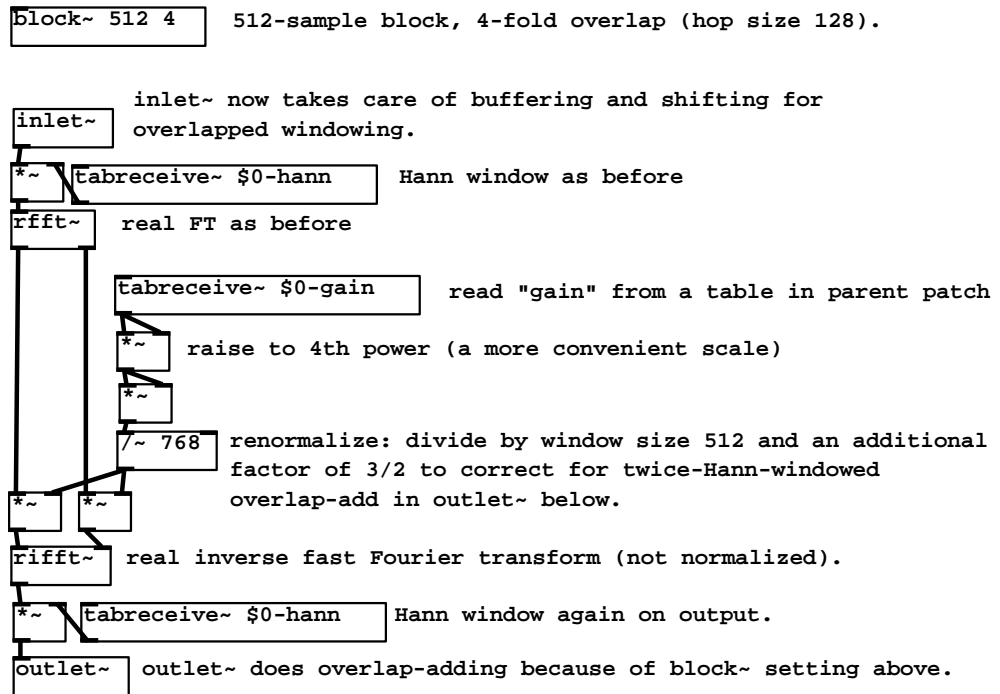 block~ 512 4 512-sample block, 4-fold overlap (hop size 128).
inlet~ now takes care of buffering and shifting for
inlet~
overlapped windowing.
*~ tabreceive~ $0-hann Hann window as before
rfft~ real FT as before
tabreceive~ $0-gain read "gain" from a table in parent patch
*~ raise to 4th power (a more convenient scale)
*~
/~ 768 renormalize: divide by window size 512 and an additional
factor of 3/2 to correct for twice-Hann-windowed
overlap-add in outlet~ below.
*~ *~
rifft~ real inverse fast Fourier transform (not normalized).
*~ tabreceive~ $0-hann Hann window again on output.
outlet~ outlet~ does overlap-adding because of block~ setting above.